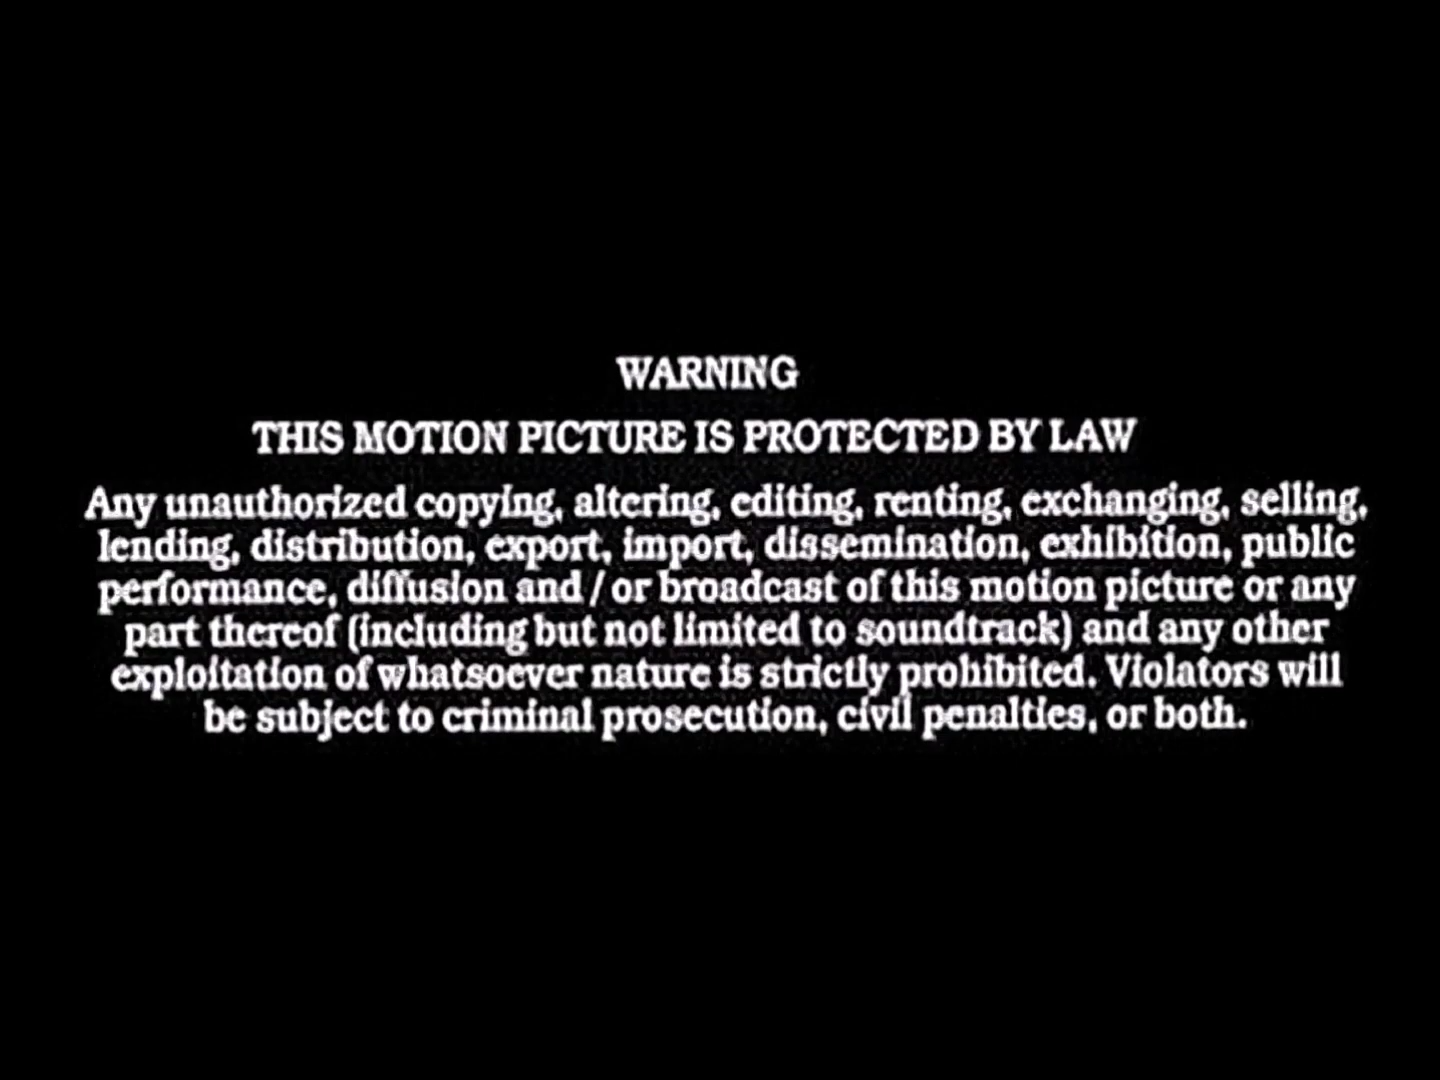 WARNING
THIS MOTION PICTURE IS PROTECTED BY LAW
Any unauthorized copying, altering, editing, renting, exchanging, selling,
lending, distribution, export, import, dissemination, exhibition, public
performance, diffusion and/or broadcast of this motion picture or any
part thereof (including but not limited to soundtrack) and any other
exploitation of whatsoever nature is strictly prohibited. Violators will
be subject to criminal prosecution, civil penalties, or both.